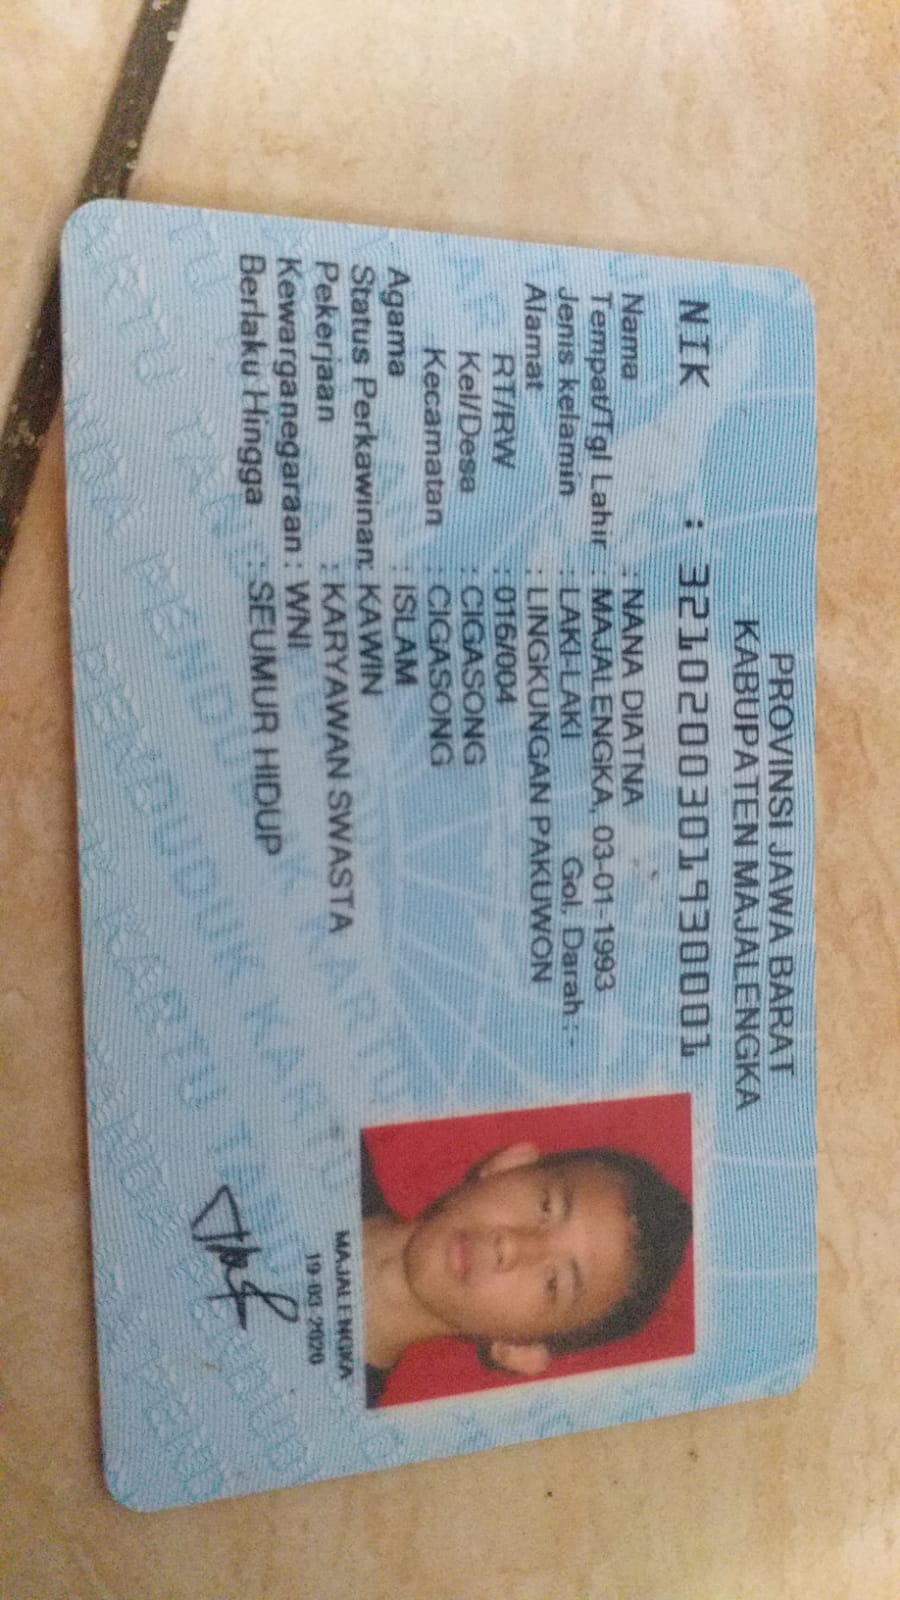 PROVINSI JAWA BARAT
KABUPATEN MAJALENGKA
NIK : 3210200301930001
Nama : NANA DIATNA
Tempat/Tgl Lahir : MAJALENGKA, 03-01-1993
Jenis kelamin : LAKI-LAKI Gol. Darah : -
Alamat : LINGKUNGAN PAKUWON
RT/RW : 016/004
Kel/Desa : CIGASONG
Kecamatan : CIGASONG
Agama : ISLAM
Status Perkawinan: KAWIN
Pekerjaan : KARYAWAN SWASTA
Kewarganegaraan : WNI
Berlaku Hingga : SEUMUR HIDUP
MAJALENGKA
19-03-2020